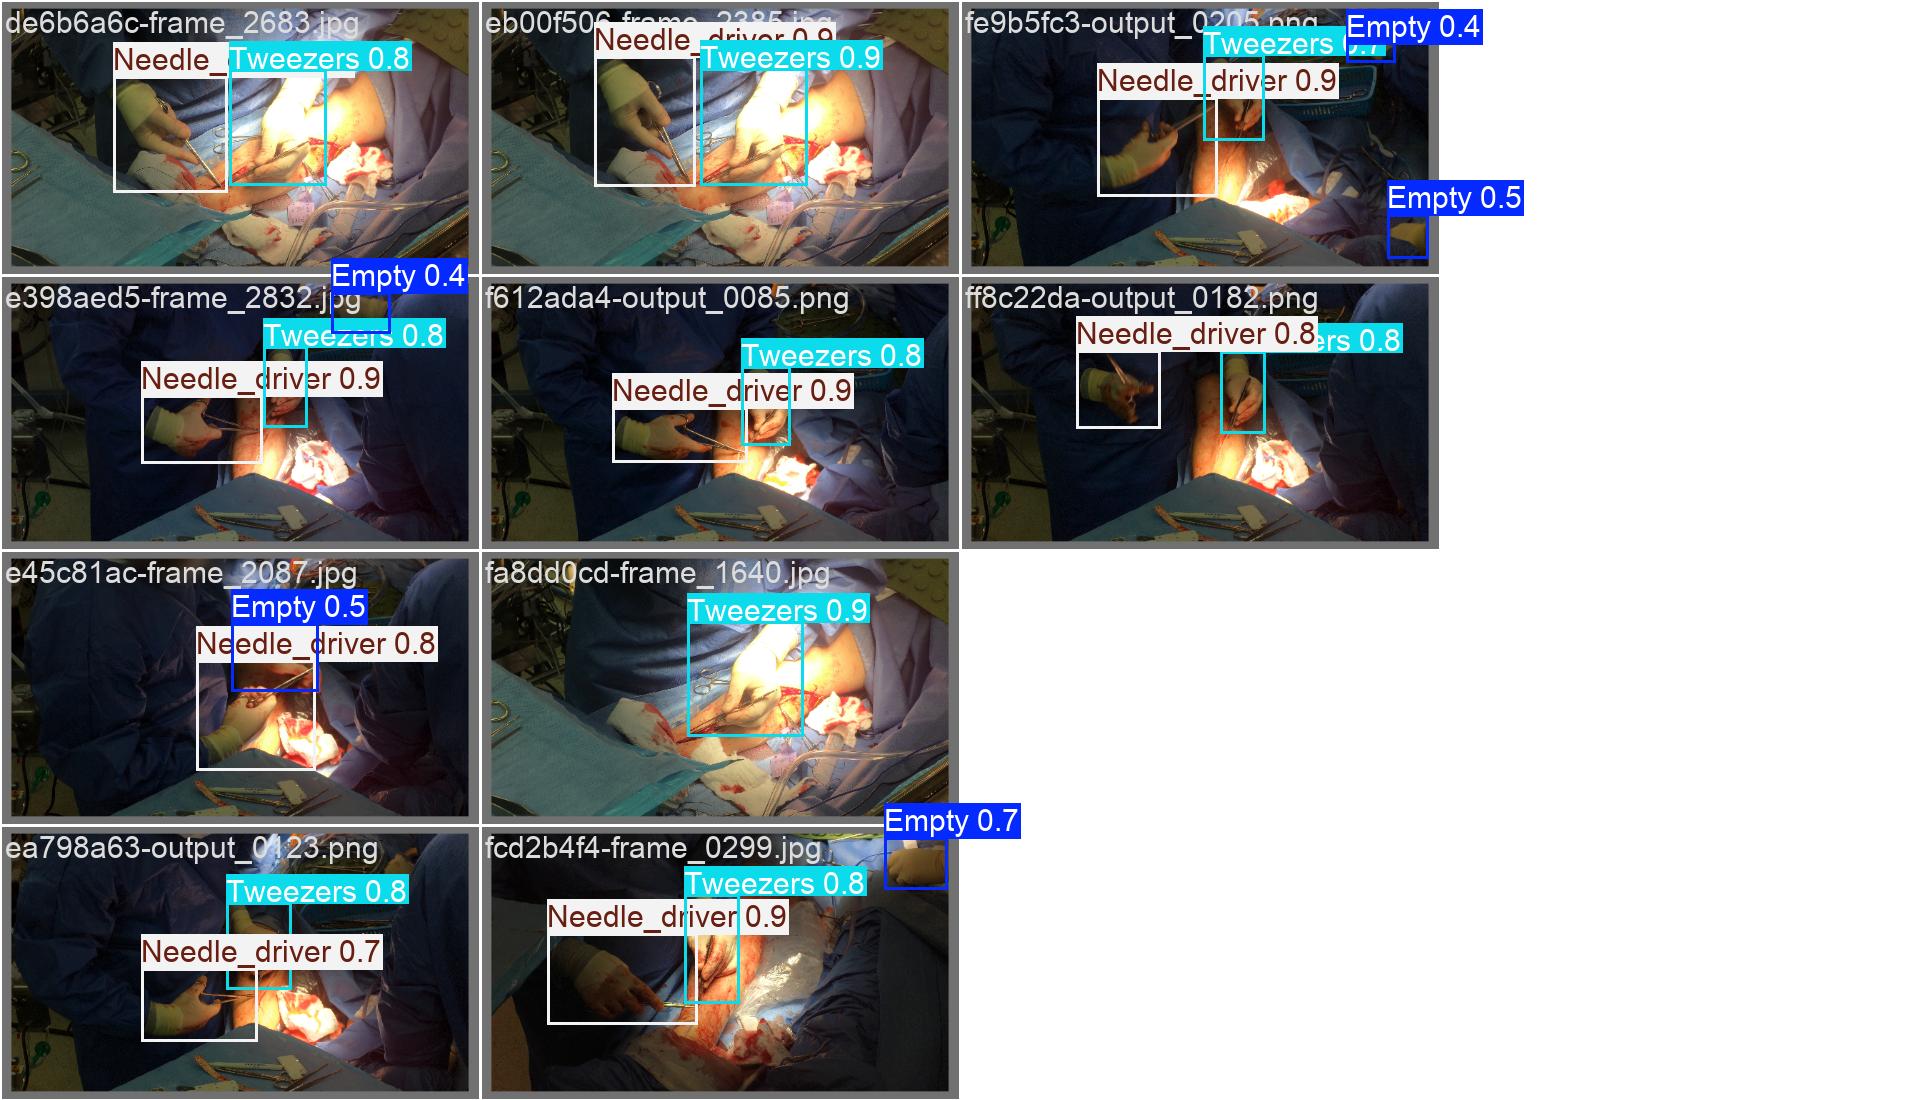 de6b6a6c-frame_2683.jpg
Needle_
Tweezers 0.8
eb00f506-frame_2385.jpg
Needle_driver 0.9
Tweezers 0.9
fe9b5fc3-output_0205.png
Empty 0.4
Tweezers 0.7
Needle_driver 0.9
Empty 0.5
e398aed5-frame_2832.jpg
Empty 0.4
Tweezers 0.8
Needle_driver 0.9
f612ada4-output_0085.png
Tweezers 0.8
Needle_driver 0.9
ff8c22da-output_0182.png
Needle_driver 0.8
ers 0.8
e45c81ac-frame_2087.jpg
Empty 0.5
Needle_driver 0.8
fa8dd0cd-frame_1640.jpg
Tweezers 0.9
ea798a63-output_0123.png
Tweezers 0.8
Needle_driver 0.7
fcd2b4f4-frame_0299.jpg
Empty 0.7
Tweezers 0.8
Needle_driver 0.9